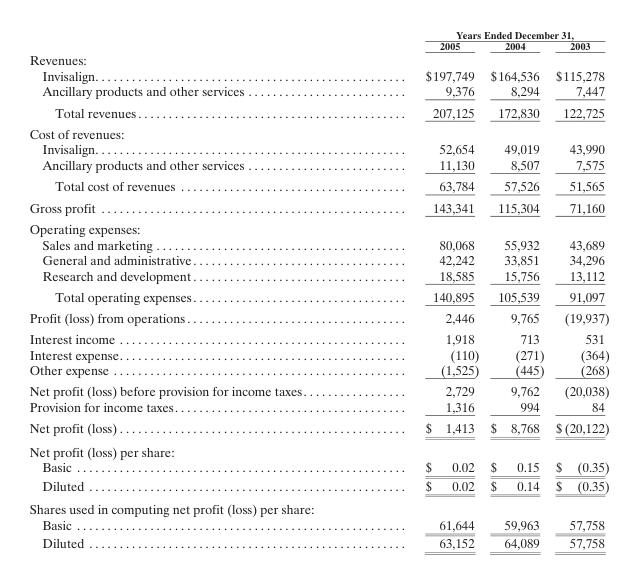 Years Ended December 31,
2005 2004 2003
Revenues:
Invisalign. . . . . . . . . . . . . . . . . . . . . . . . . . . . . . . . . . . . . . . . . . . . . . . . . . $197,749 $164,536 $115,278
Ancillary products and other services . . . . . . . . . . . . . . . . . . . . . . . . . 9,376 8,294 7,447
Total revenues . . . . . . . . . . . . . . . . . . . . . . . . . . . . . . . . . . . . . . . . . . . 207,125 172,830 122,725
Cost of revenues:
Invisalign. . . . . . . . . . . . . . . . . . . . . . . . . . . . . . . . . . . . . . . . . . . . . . . . . . 52,654 49,019 43,990
Ancillary products and other services . . . . . . . . . . . . . . . . . . . . . . . . . 11,130 8,507 7,575
Total cost of revenues . . . . . . . . . . . . . . . . . . . . . . . . . . . . . . . . . . . . 63,784 57,526 51,565
Gross profit . . . . . . . . . . . . . . . . . . . . . . . . . . . . . . . . . . . . . . . . . . . . . . . . . 143,341 115,304 71,160
Operating expenses:
Sales and marketing . . . . . . . . . . . . . . . . . . . . . . . . . . . . . . . . . . . . . . . . 80,068 55,932 43,689
General and administrative . . . . . . . . . . . . . . . . . . . . . . . . . . . . . . . . . . 42,242 33,851 34,296
Research and development . . . . . . . . . . . . . . . . . . . . . . . . . . . . . . . . . . 18,585 15,756 13,112
Total operating expenses . . . . . . . . . . . . . . . . . . . . . . . . . . . . . . . . . . 140,895 105,539 91,097
Profit (loss) from operations . . . . . . . . . . . . . . . . . . . . . . . . . . . . . . . . . . . 2,446 9,765 (19,937)
Interest income . . . . . . . . . . . . . . . . . . . . . . . . . . . . . . . . . . . . . . . . . . . . . . 1,918 713 531
Interest expense. . . . . . . . . . . . . . . . . . . . . . . . . . . . . . . . . . . . . . . . . . . . . . (110) (271) (364)
Other expense . . . . . . . . . . . . . . . . . . . . . . . . . . . . . . . . . . . . . . . . . . . . . . . (1,525) (445) (268)
Net profit (loss) before provision for income taxes . . . . . . . . . . . . . . . . 2,729 9,762 (20,038)
Provision for income taxes. . . . . . . . . . . . . . . . . . . . . . . . . . . . . . . . . . . . . 1,316 994 84
Net profit (loss) . . . . . . . . . . . . . . . . . . . . . . . . . . . . . . . . . . . . . . . . . . . . . . $ 1,413 $ 8,768 $ (20,122)
Net profit (loss) per share:
Basic . . . . . . . . . . . . . . . . . . . . . . . . . . . . . . . . . . . . . . . . . . . . . . . . . . . . . $ 0.02 $ 0.15 $ (0.35)
Diluted . . . . . . . . . . . . . . . . . . . . . . . . . . . . . . . . . . . . . . . . . . . . . . . . . . . $ 0.02 $ 0.14 $ (0.35)
Shares used in computing net profit (loss) per share:
Basic . . . . . . . . . . . . . . . . . . . . . . . . . . . . . . . . . . . . . . . . . . . . . . . . . . . . . 61,644 59,963 57,758
Diluted . . . . . . . . . . . . . . . . . . . . . . . . . . . . . . . . . . . . . . . . . . . . . . . . . . . 63,152 64,089 57,758